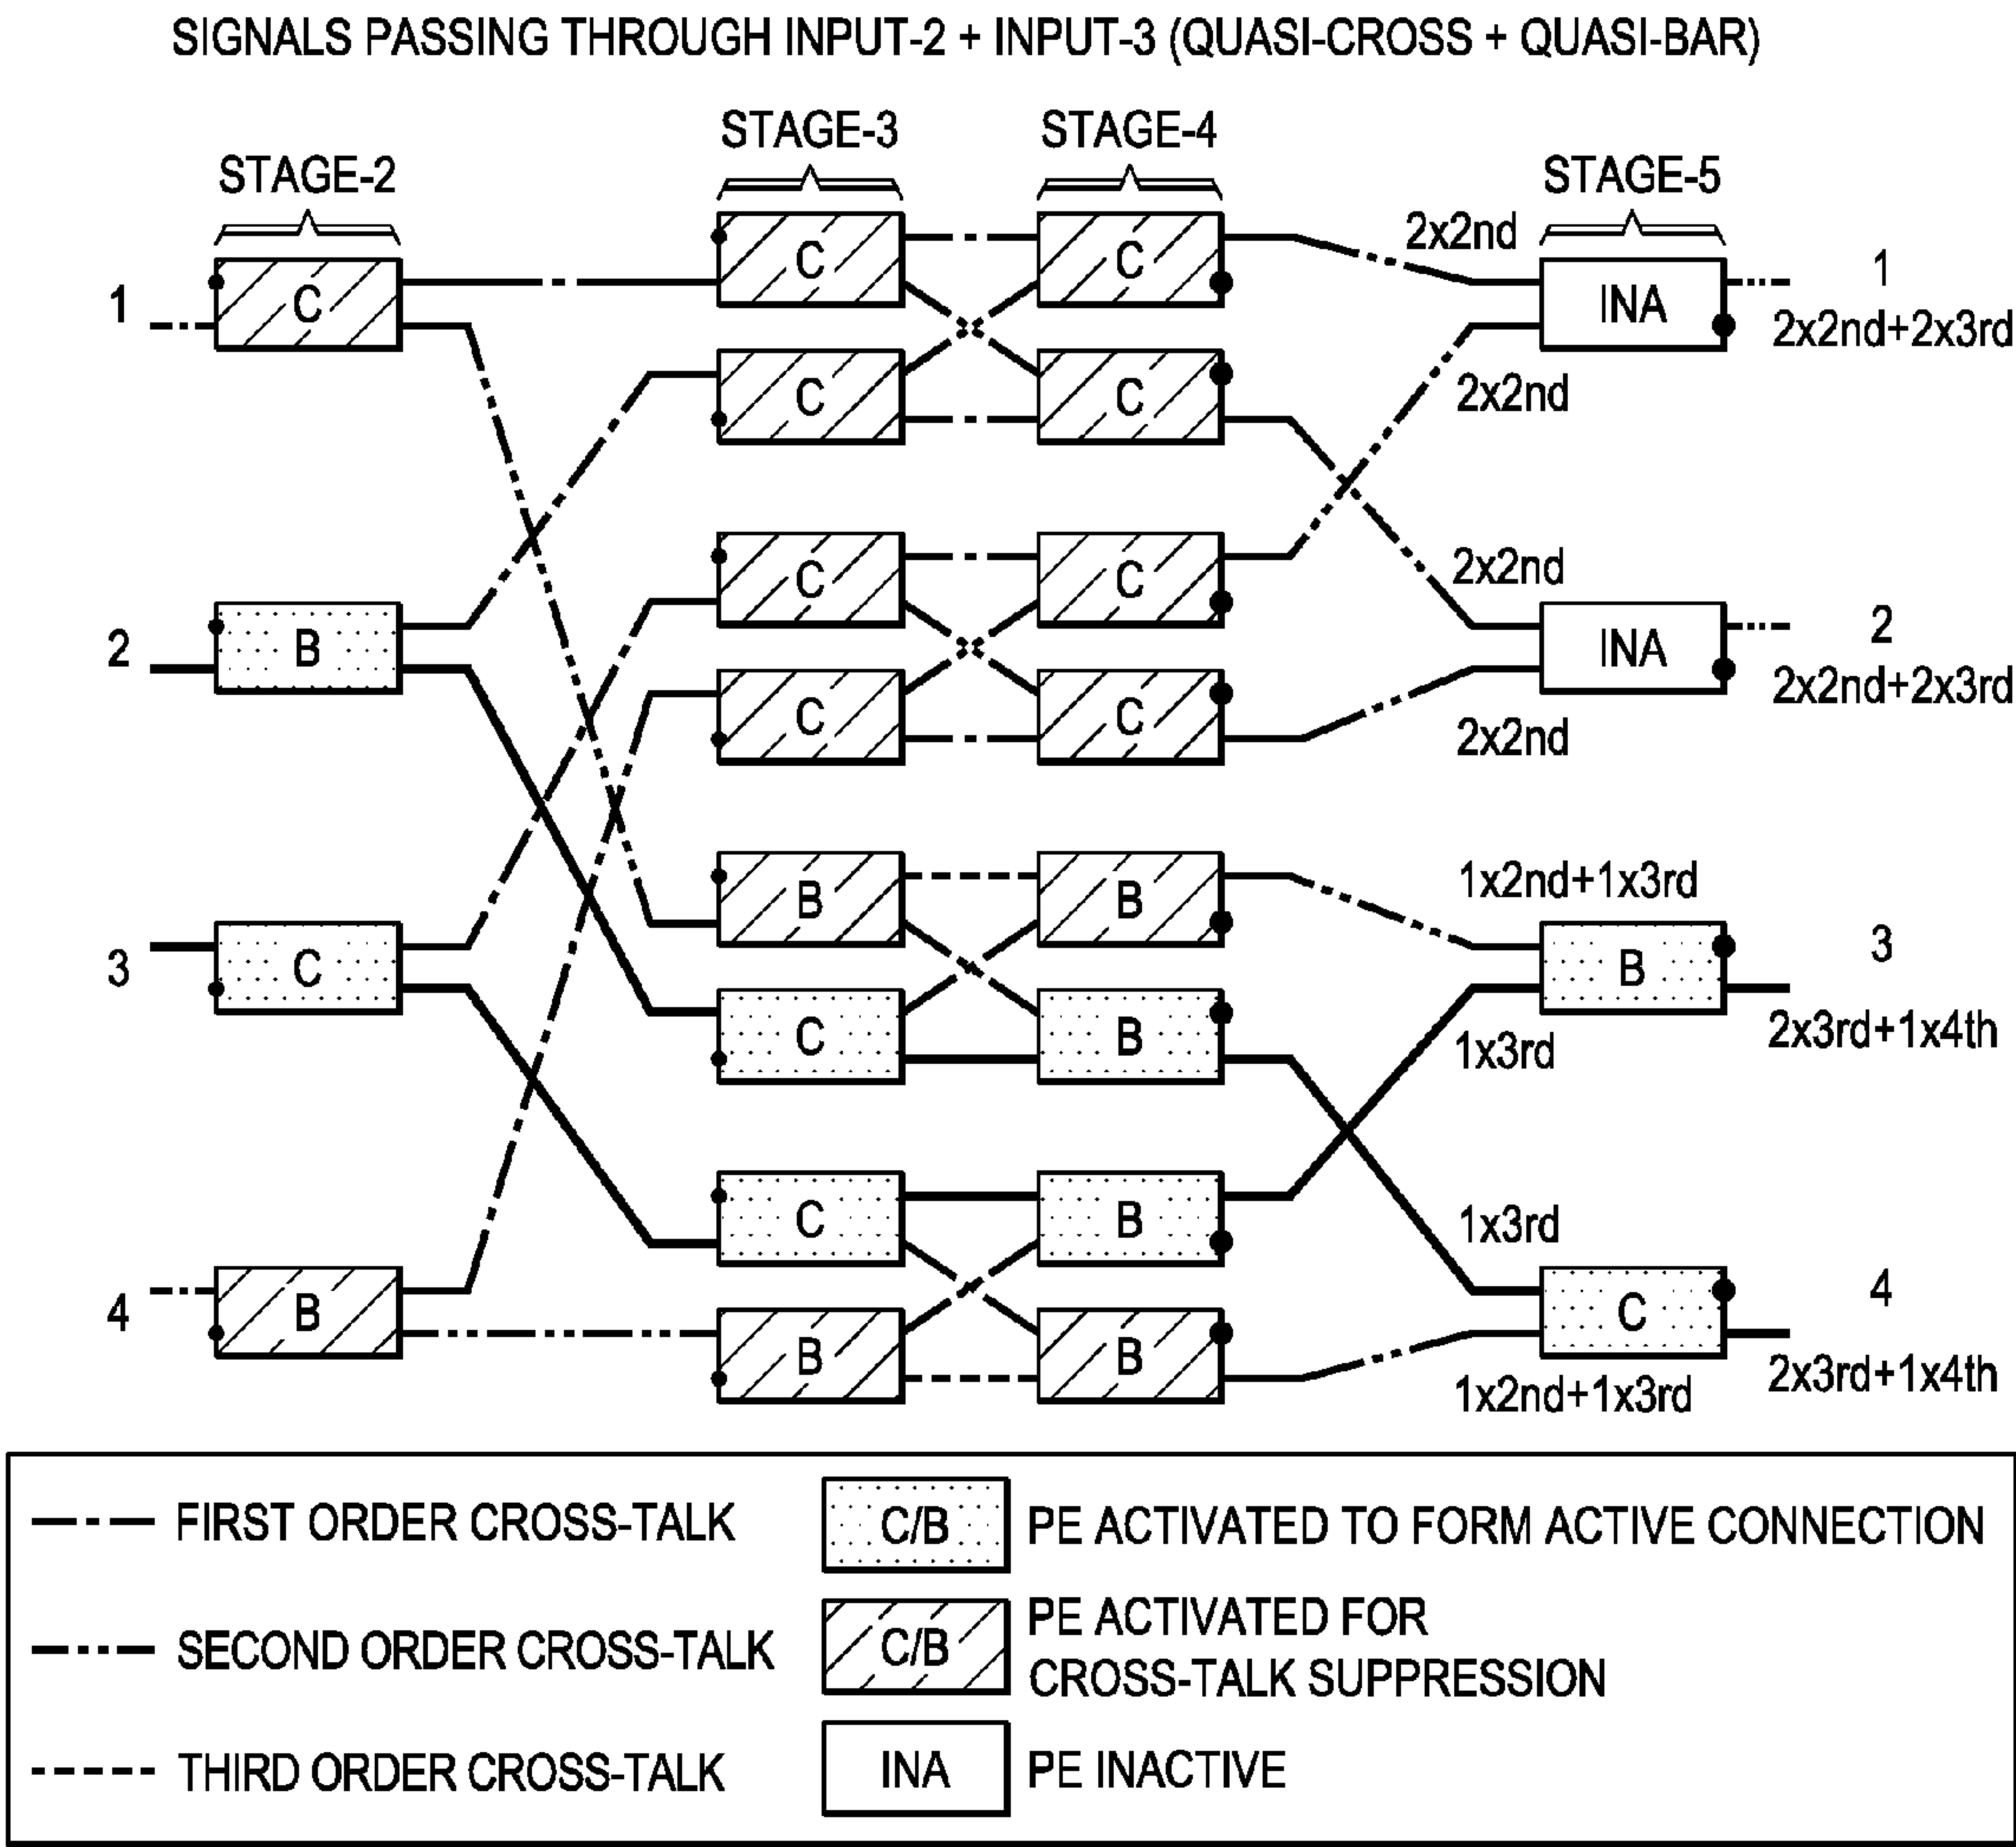 SIGNALS PASSING THROUGH INPUT-2 + INPUT-3 (QUASI-CROSS + QUASI-BAR)
STAGE-2
STAGE-3
STAGE-4
STAGE-5
1
C
C
C
2x2nd
INA
1
2x2nd+2x3rd
C
C
2x2nd
2
B
C
C
2x2nd
INA
2
2x2nd+2x3rd
C
C
2x2nd
3
C
B
B
1x2nd+1x3rd
B
3
2x3rd+1x4th
C
B
1x3rd
4
B
C
B
1x3rd
C
4
2x3rd+1x4th
B
B
1x2nd+1x3rd
FIRST ORDER CROSS-TALK
C/B
PE ACTIVATED TO FORM ACTIVE CONNECTION
SECOND ORDER CROSS-TALK
C/B
PE ACTIVATED FOR
CROSS-TALK SUPPRESSION
THIRD ORDER CROSS-TALK
INA
PE INACTIVE